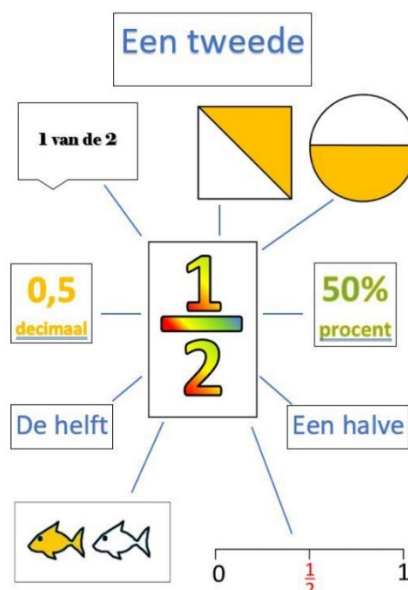 Een tweede
1 van de 2
1
2
0,5
decimaal
50%
procent
De helft
Een halve
0
1
2
1